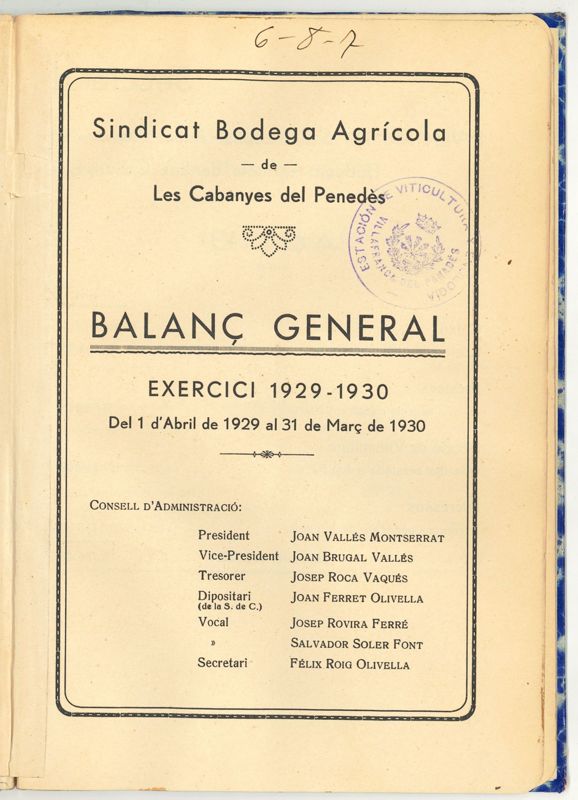 6-8-7
Sindicat Bodega Agrícola
— de —
Les Cabanyes del Penedès
ESTACIÓN DE VITICULTURA
VILLAFRANCA DEL PANADÉS
BALANÇ GENERAL
EXERCICI 1929-1930
Del 1 d'Abril de 1929 al 31 de Març de 1930
CONSELL D'ADMINISTRACIÓ:
President JOAN VALLÉS MONTSERRAT
Vice-President JOAN BRUGAL VALLÉS
Tresorer JOSEP ROCA VAQUÉS
Dipositari JOAN FERRET OLIVELLA
(de la S. de C.)
Vocal JOSEP ROVIRA FERRÉ
» SALVADOR SOLER FONT
Secretari FÉLIX ROIG OLIVELLA